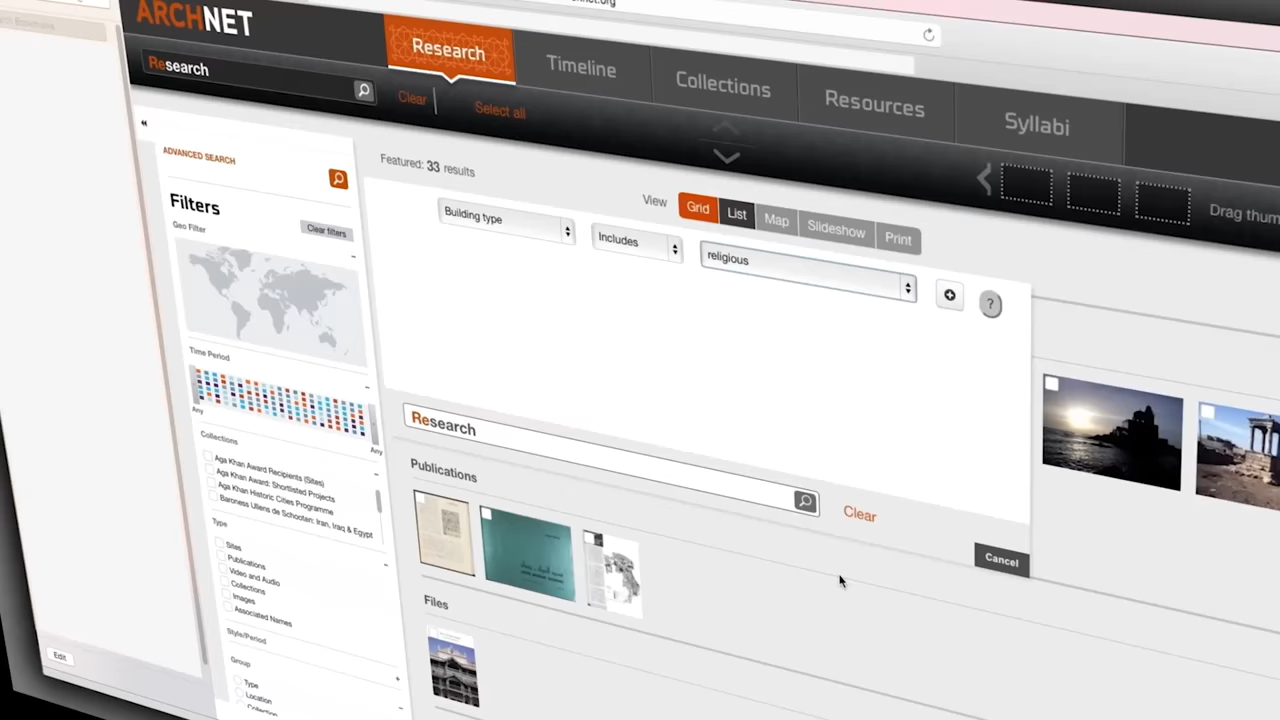 ARCHNET
Research
Timeline
Collections
Resources
Syllabi
Research
Clear
Select all
Drag thum
ADVANCED SEARCH
Filters
Geo Filter
Clear filters
Time Period
Any
Any
Collections
Aga Khan Award Recipients (Sites)
Aga Khan Award: Shortlisted Projects
Aga Khan Historic Cities Programme
Baroness Ullens de Schooten: Iran, Iraq & Egypt
Type
Sites
Publications
Video and Audio
Collections
Images
Associated Names
Style/Period
Group
Type
Location
Collection
Featured: 33 results
View
Grid
List
Map
Slideshow
Print
Building type
Includes
religious
?
Research
Clear
Cancel
Publications
Files
Edit